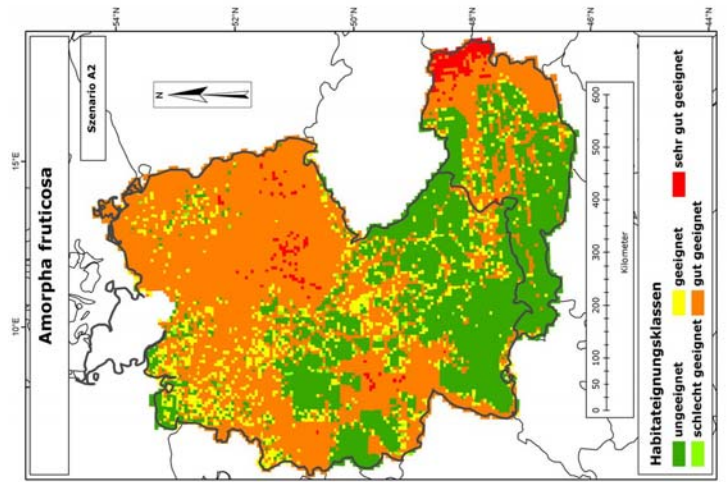 Amorpha fruticosa
Szenario A2
10°E
15°E
54°N
52°N
50°N
48°N
46°N
44°N
N
0 50 100 200 300 400 500 600
Kilometer
Habitateignungsklassen
ungeeignet
schlecht geeignet
geeignet
gut geeignet
sehr gut geeignet